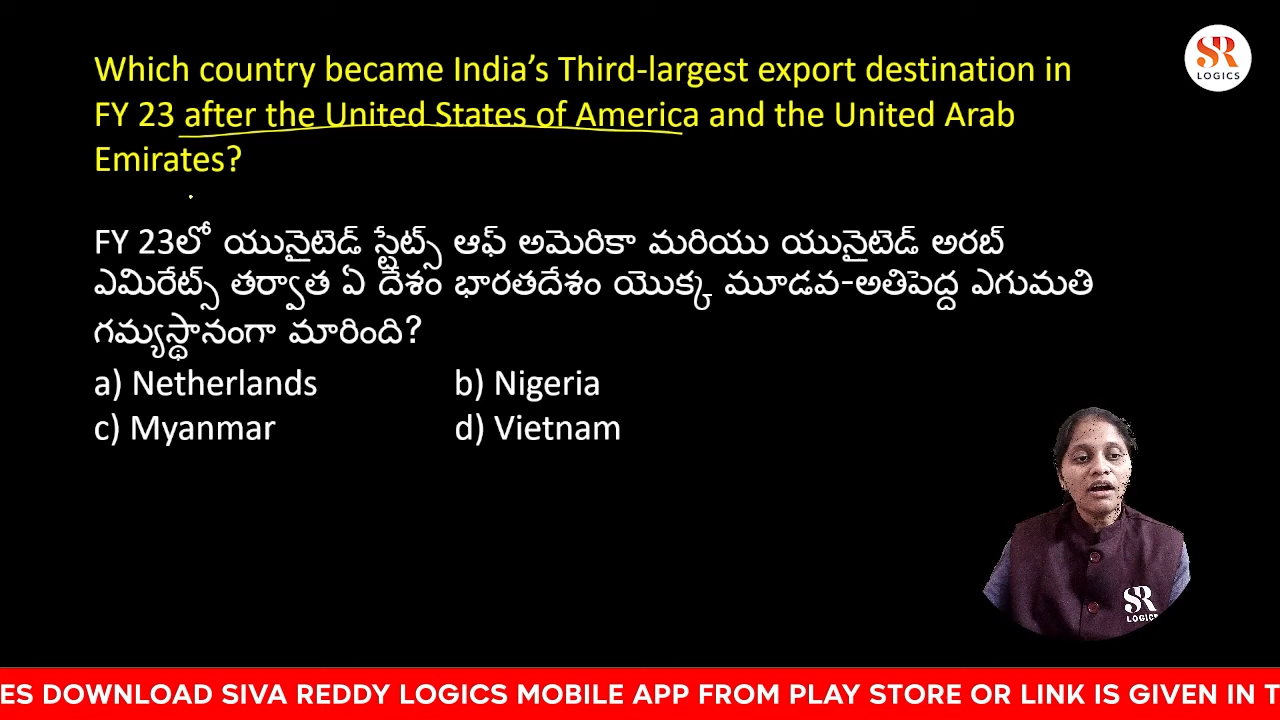 Which country became India’s Third-largest export destination in
FY 23 after the United States of America and the United Arab
Emirates?
FY 23లో యునైటెడ్ స్టేట్స్ ఆఫ్ అమెరికా మరియు యునైటెడ్ అరబ్
ఎమిరేట్స్ తర్వాత ఏ దేశం భారతదేశం యొక్క మూడవ-అతిపెద్ద ఎగుమతి
గమ్యస్థానంగా మారింది?
a) Netherlands b) Nigeria
c) Myanmar d) Vietnam
SR
LOGICS
SR
LOGICS
ES DOWNLOAD SIVA REDDY LOGICS MOBILE APP FROM PLAY STORE OR LINK IS GIVEN IN T